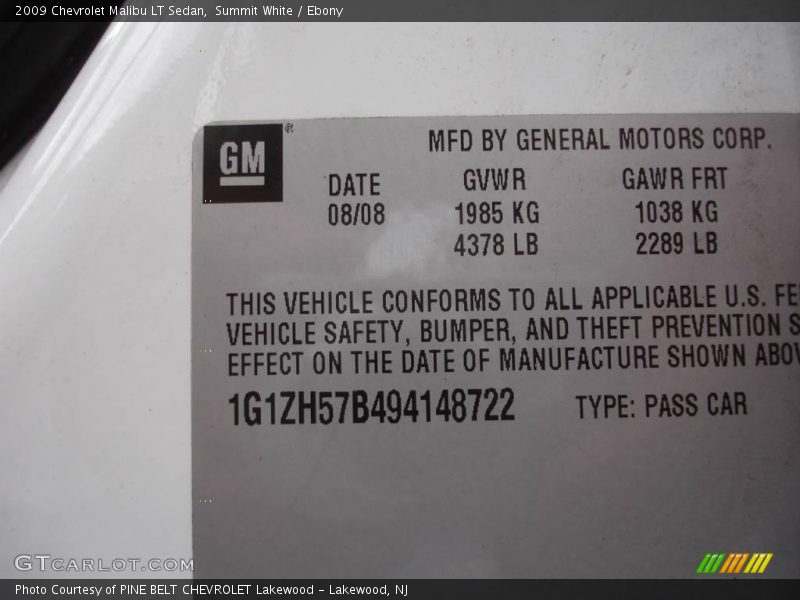 2009 Chevrolet Malibu LT Sedan, Summit White / Ebony
GM ®
MFD BY GENERAL MOTORS CORP.
DATE GVWR GAWR FRT
08/08 1985 KG 1038 KG
4378 LB 2289 LB
THIS VEHICLE CONFORMS TO ALL APPLICABLE U.S. FE
VEHICLE SAFETY, BUMPER, AND THEFT PREVENTION S
EFFECT ON THE DATE OF MANUFACTURE SHOWN ABOV
1G1ZH57B494148722 TYPE: PASS CAR
GTCARLOT.COM
Photo Courtesy of PINE BELT CHEVROLET Lakewood - Lakewood, NJ